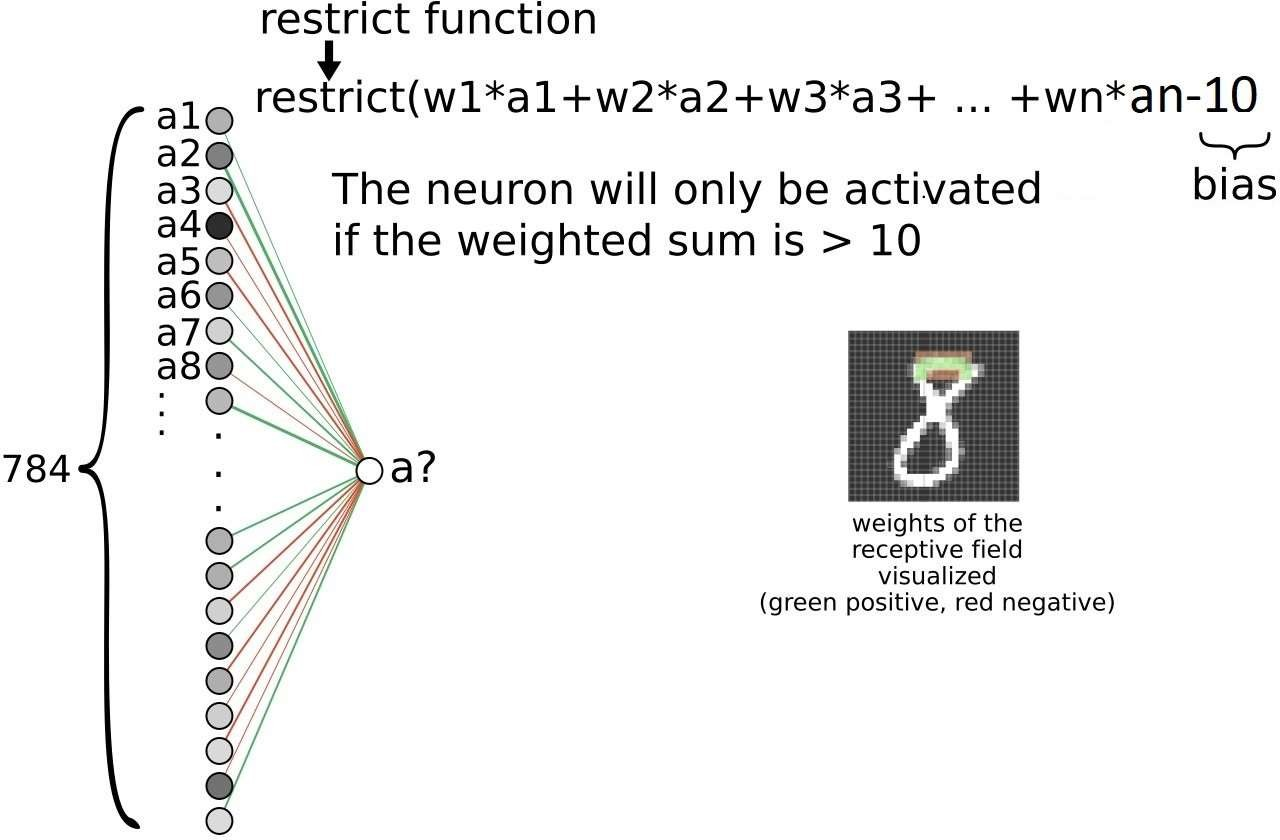 restrict function
restrict(w1*a1+w2*a2+w3*a3+ ... +wn*an-10
bias
The neuron will only be activated
if the weighted sum is > 10
a1
a2
a3
a4
a5
a6
a7
a8
784
a?
weights of the
receptive field
visualized
(green positive, red negative)